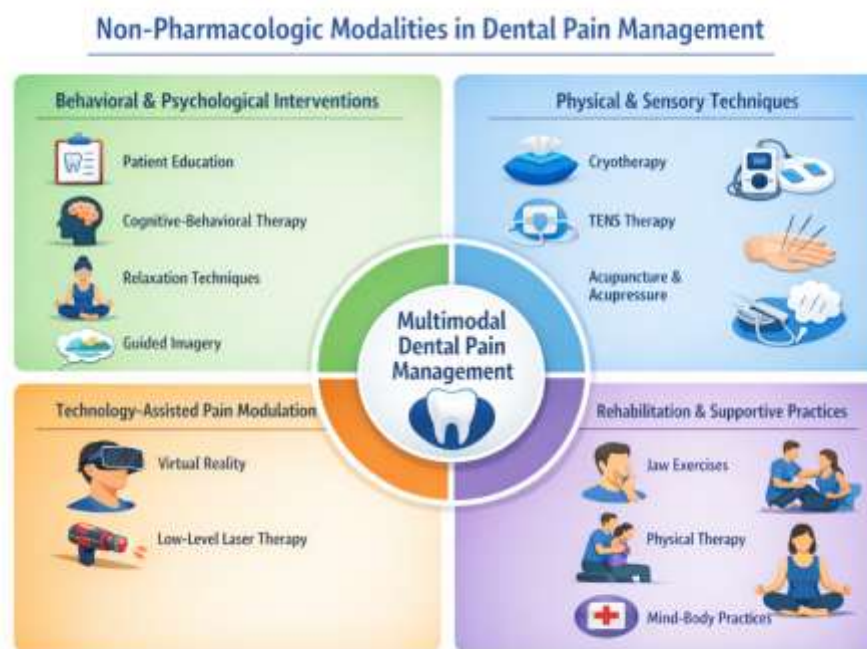 Non-Pharmacologic Modalities in Dental Pain Management
Behavioral & Psychological Interventions
Patient Education
Cognitive-Behavioral Therapy
Relaxation Techniques
Guided Imagery
Physical & Sensory Techniques
Cryotherapy
TENS Therapy
Acupuncture &
Acupressure
Multimodal
Dental Pain
Management
Technology-Assisted Pain Modulation
Virtual Reality
Low-Level Laser Therapy
Rehabilitation & Supportive Practices
Jaw Exercises
Physical Therapy
Mind-Body Practices